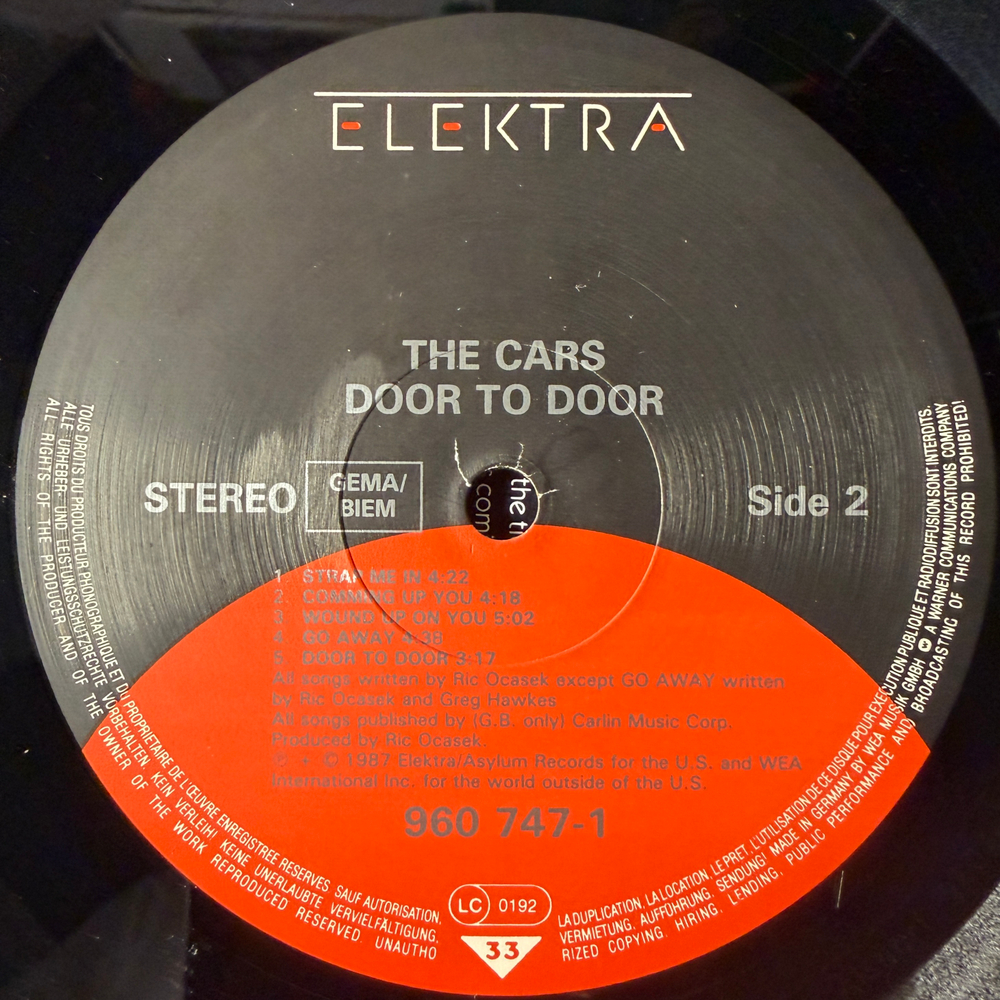 ELEKTRA
THE CARS
DOOR TO DOOR
STEREO
GEMA/
BIEM
Side 2
the t
com
1. STRAP ME IN 4:22
2. COMMING UP YOU 4:18
3. WOUND UP ON YOU 5:02
4. GO AWAY 4:38
5. DOOR TO DOOR 3:17
All songs written by Ric Ocasek except GO AWAY written
by Ric Ocasek and Greg Hawkes
All songs published by (G.B. only) Carlin Music Corp.
Produced by Ric Ocasek.
℗ + © 1987 Elektra/Asylum Records for the U.S. and WEA
International Inc. for the world outside of the U.S.
960 747-1
LC 0192
33
TOUS DROITS DU PRODUCTEUR PHONOGRAPHIQUE ET DU PROPRIETAIRE DE L'ŒUVRE ENREGISTREE RESERVES SAUF AUTORISATION, LA DUPLICATION, LA LOCATION, LE PRET, L'UTILISATION DE CE DISQUE POUR EXECUTION PUBLIQUE ET RADIODIFFUSION SONT INTERDITS.
ALLE URHEBER- UND LEISTUNGSSCHUTZRECHTE VORBEHALTEN KEIN VERLEIH! KEINE UNERLAUBTE VERVIELFÄLTIGUNG, VERMIETUNG, AUFFÜHRUNG, SENDUNG! MADE IN GERMANY BY WEA MUSIK GMBH A WARNER COMMUNICATIONS COMPANY
ALL RIGHTS OF THE PRODUCER AND OF THE OWNER OF THE WORK REPRODUCED RESERVED UNAUTHORIZED COPYING, HIRING, LENDING, PUBLIC PERFORMANCE AND BROADCASTING OF THIS RECORD PROHIBITED!